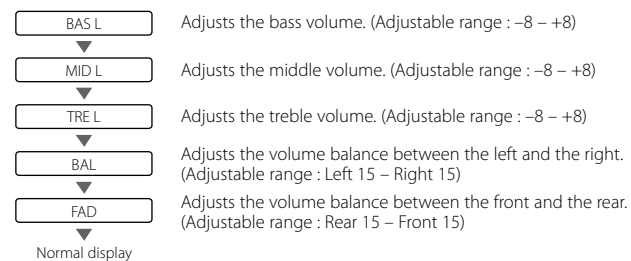 BAS L
Adjusts the bass volume. (Adjustable range : –8 – +8)
MID L
Adjusts the middle volume. (Adjustable range : –8 – +8)
TRE L
Adjusts the treble volume. (Adjustable range : –8 – +8)
BAL
Adjusts the volume balance between the left and the right.
(Adjustable range : Left 15 – Right 15)
FAD
Adjusts the volume balance between the front and the rear.
(Adjustable range : Rear 15 – Front 15)
Normal display